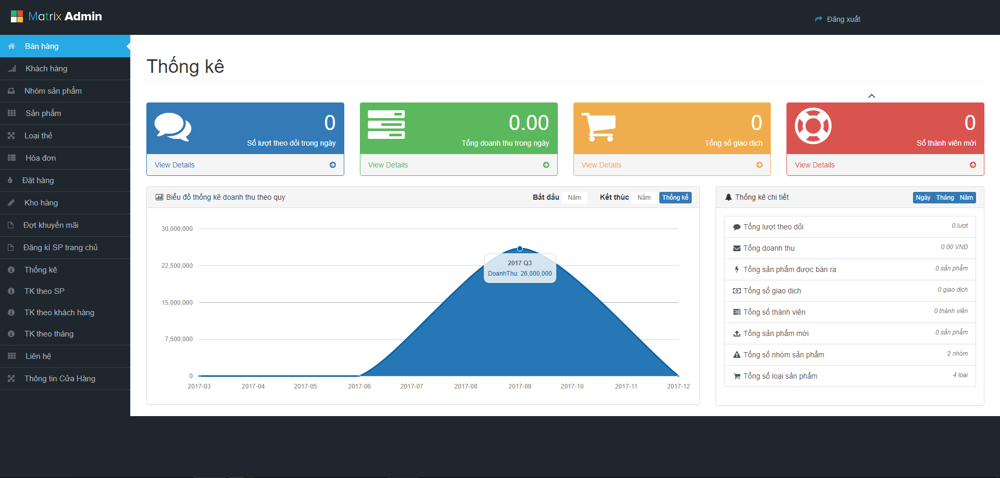 Matrix Admin
Đăng xuất
Bán hàng
Khách hàng
Nhóm sản phẩm
Sản phẩm
Loại thẻ
Hóa đơn
Đặt hàng
Kho hàng
Đợt khuyến mãi
Đăng kí SP trang chủ
Thống kê
TK theo SP
TK theo khách hàng
TK theo tháng
Liên hệ
Thông tin Cửa Hàng
Thống kê
0
Số lượt theo dỏi trong ngày
View Details
0.00
Tổng doanh thu trong ngày
View Details
0
Tổng số giao dịch
View Details
0
Số thành viên mới
View Details
Biểu đồ thống kê doanh thu theo quy
Bắt đầu Năm Kết thúc Năm Thống kê
30,000,000
22,500,000
15,000,000
7,500,000
0
2017 Q3
DoanhThu: 26,000,000
2017-03 2017-04 2017-05 2017-06 2017-07 2017-08 2017-09 2017-10 2017-11 2017-12
Thống kê chi tiết Ngày Tháng Năm
Tổng lượt theo dỏi 0 lượt
Tổng doanh thu 0.00 VNĐ
Tổng sản phẩm được bán ra 0 sản phẩm
Tổng số giao dịch 0 giao dịch
Tổng số thành viên 0 thành viên
Tổng sản phẩm mới 0 sản phẩm
Tổng số nhóm sản phẩm 2 nhóm
Tổng số loại sản phẩm 4 loại